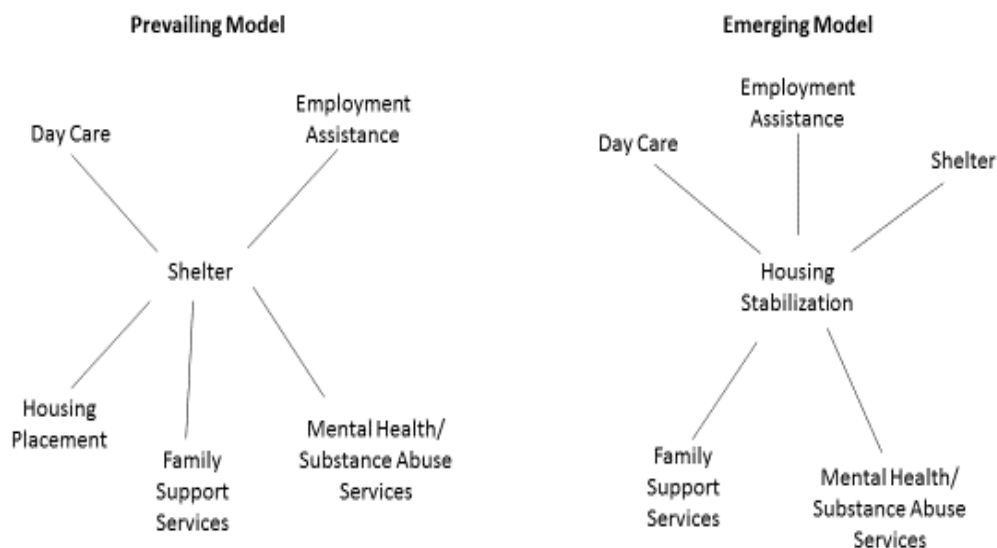 Prevailing Model
Day Care
Employment
Assistance
Shelter
Housing
Placement
Family
Support
Services
Mental Health/
Substance Abuse
Services
Emerging Model
Day Care
Employment
Assistance
Shelter
Housing
Stabilization
Family
Support
Services
Mental Health/
Substance Abuse
Services